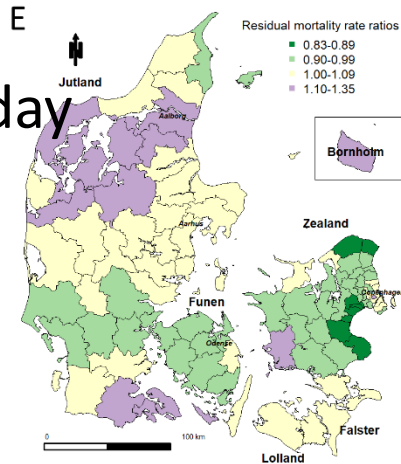 E
Residual mortality rate ratios
0.83-0.89
0.90-0.99
1.00-1.09
1.10-1.35
N
Jutland
day
Aalborg
Bornholm
Zealand
Aarhus
Copenhagen
Funen
Odense
0
100 km
Falster
Lolland